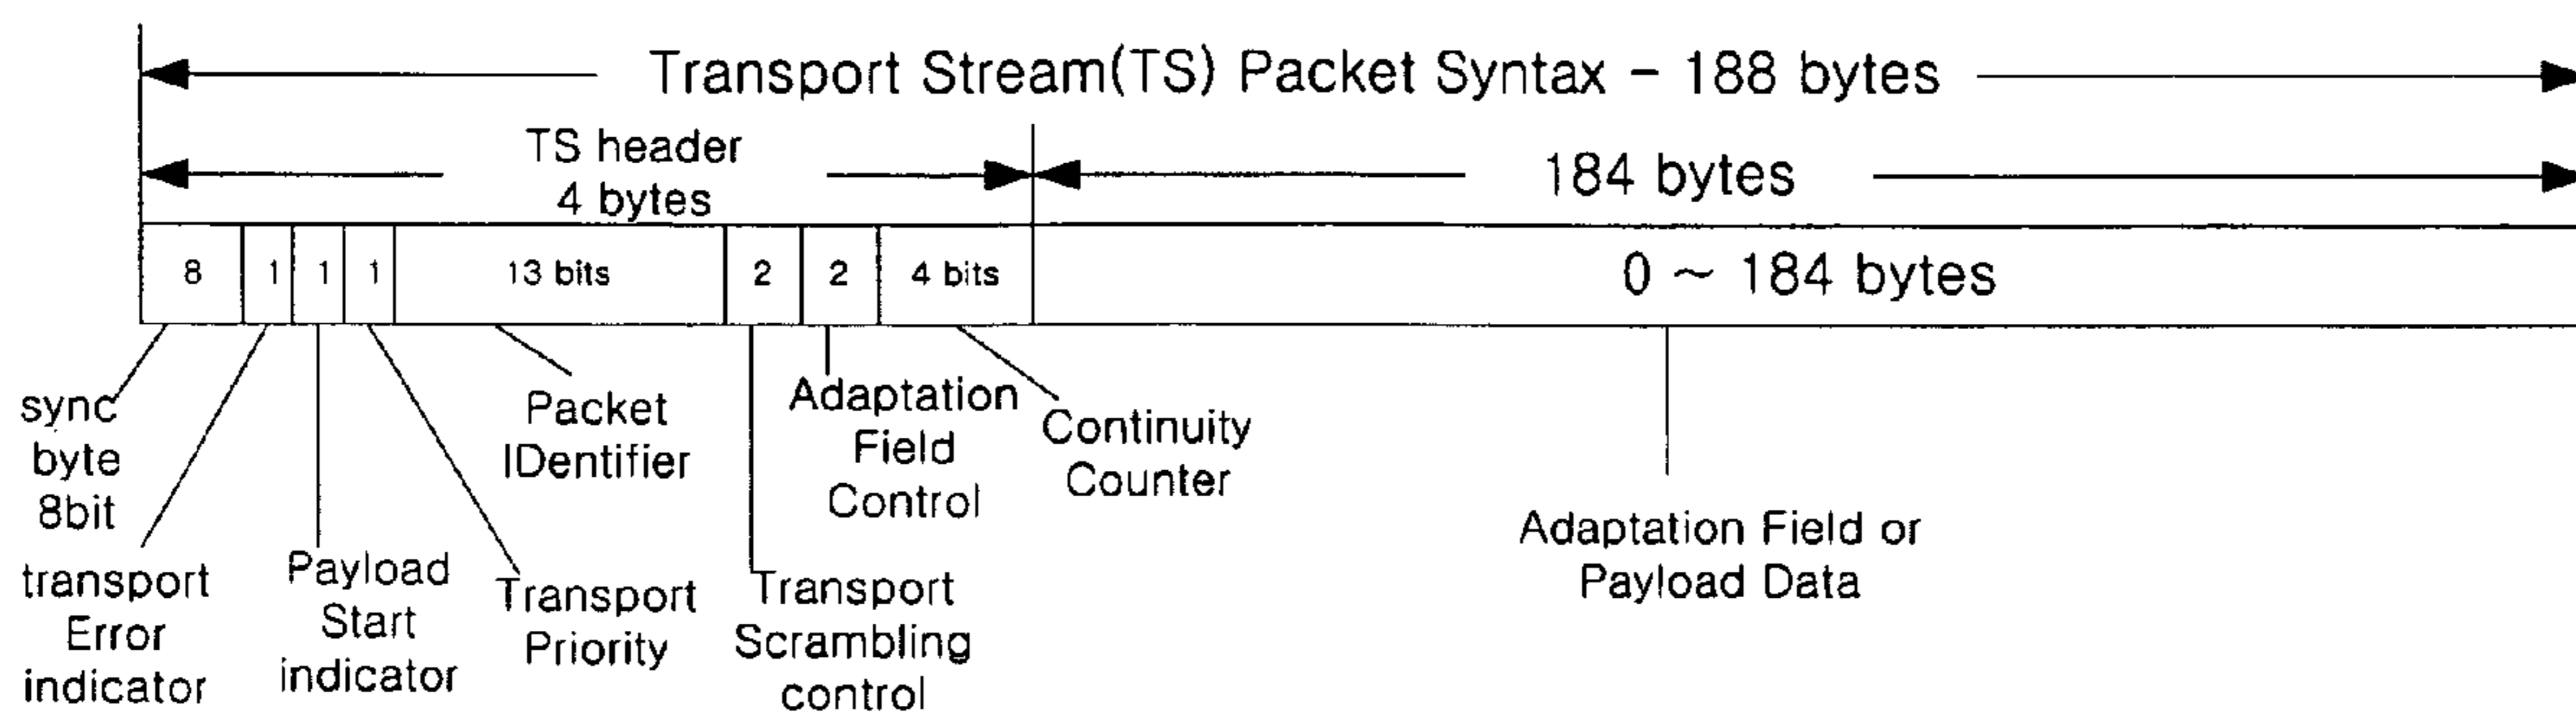 Transport Stream(TS) Packet Syntax - 188 bytes
TS header
4 bytes
184 bytes
8
1
1
1
13 bits
2
2
4 bits
0 ~ 184 bytes
sync
byte
8bit
transport
Error
indicator
Payload
Start
indicator
Transport
Priority
Packet
IDentifier
Transport
Scrambling
control
Adaptation
Field
Control
Continuity
Counter
Adaptation Field or
Payload Data